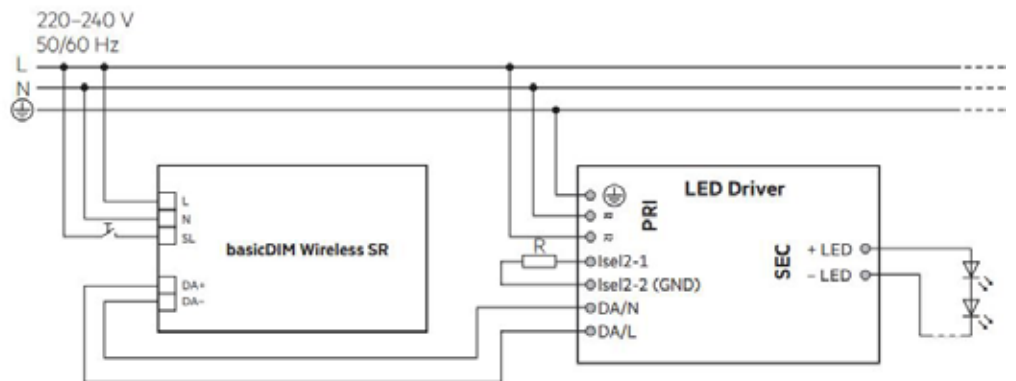 220–240 V
50/60 Hz
L
N
LED Driver
L
N
SL
basicDIM Wireless SR
PRI
~
~
R
Isel2-1
Isel2-2 (GND)
SEC
+ LED
– LED
DA+
DA–
DA/N
DA/L